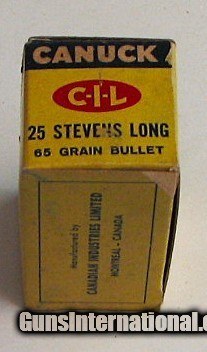 CANUCK
C-I-L
25 STEVENS LONG
65 GRAIN BULLET
Manufactured by
CANADIAN INDUSTRIES LIMITED
MONTREAL - CANADA
GunsInternational.c